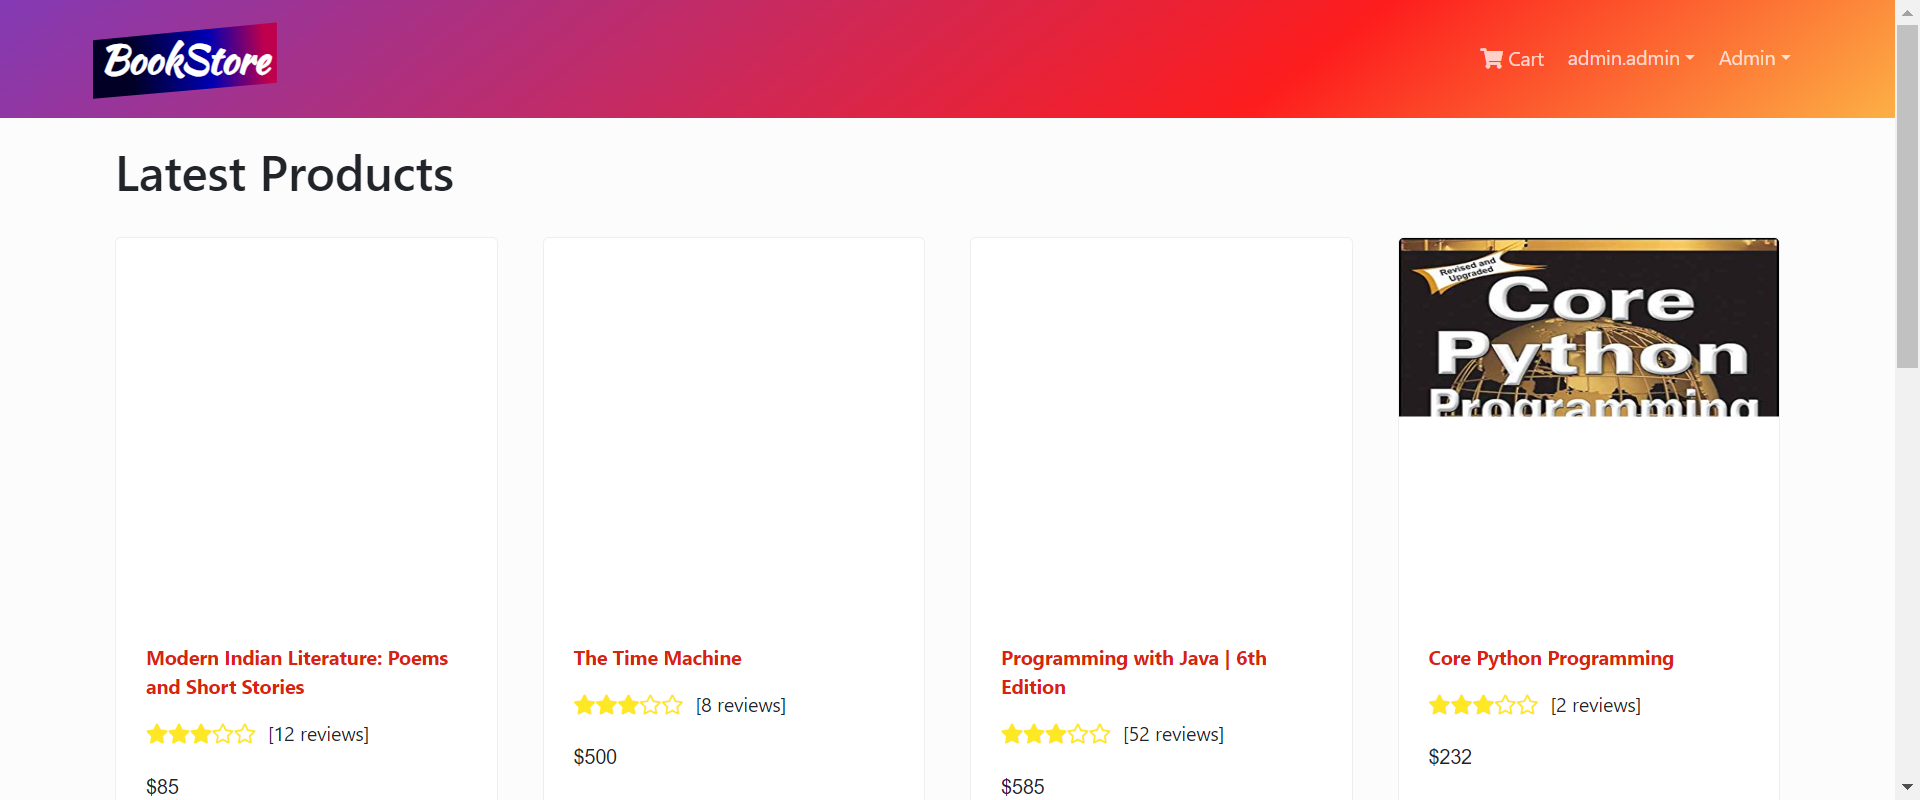 BookStore
Cart admin.admin Admin
Latest Products
Revised and
Upgraded
Core
Python
Programming
Modern Indian Literature: Poems
and Short Stories
[12 reviews]
$85
The Time Machine
[8 reviews]
$500
Programming with Java | 6th
Edition
[52 reviews]
$585
Core Python Programming
[2 reviews]
$232